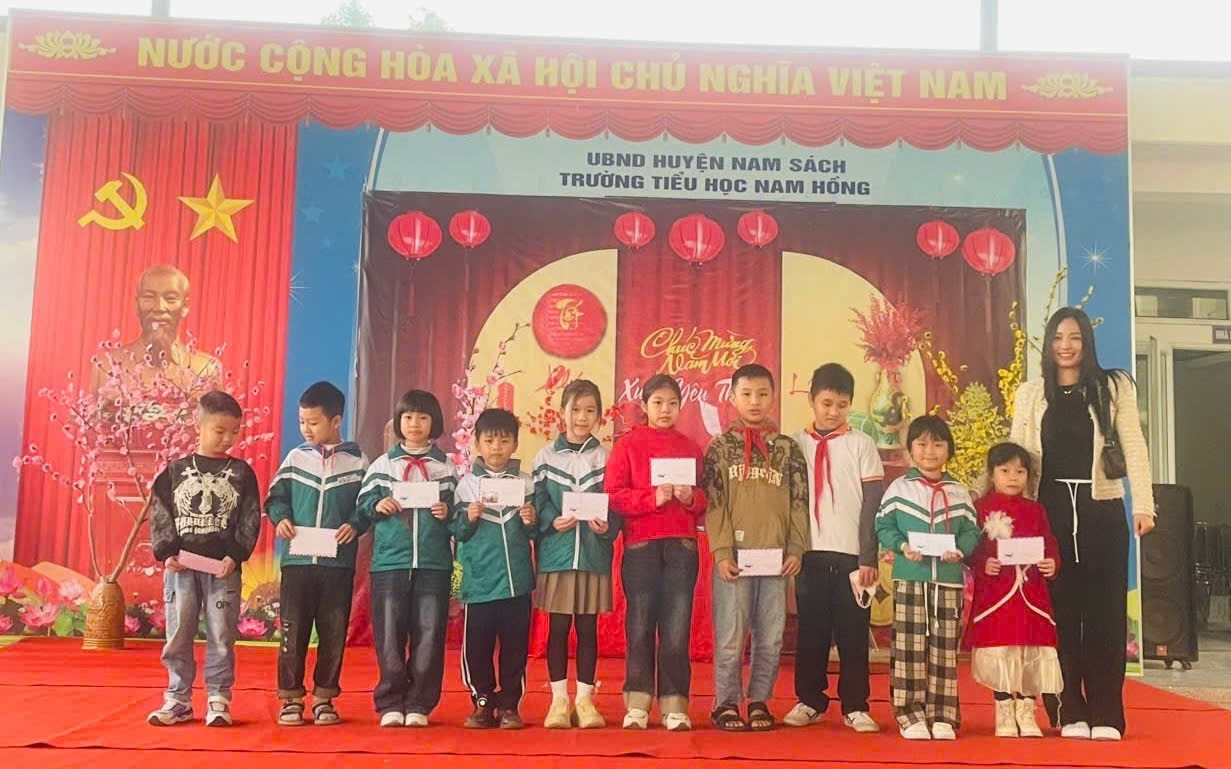 NƯỚC CỘNG HÒA XÃ HỘI CHỦ NGHĨA VIỆT NAM
UBND HUYỆN NAM SÁCH
TRƯỜNG TIỂU HỌC NAM HỒNG
Chúc Mừng
Năm Mới